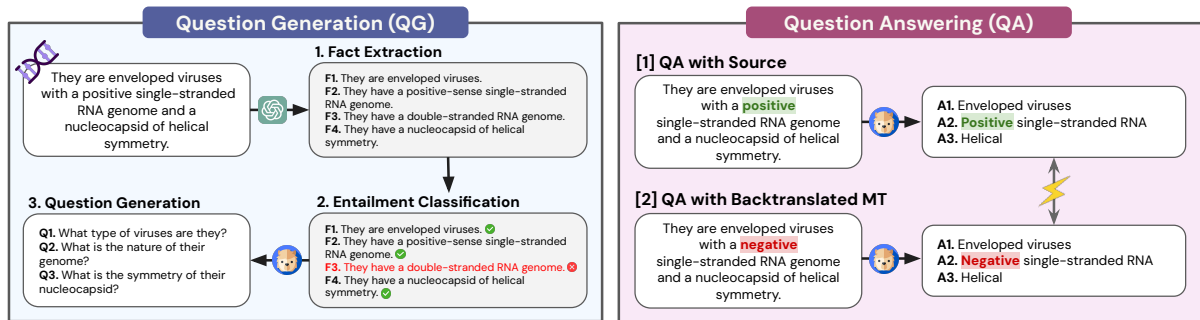 Question Generation (QG)
They are enveloped viruses
with a positive single-stranded
RNA genome and a
nucleocapsid of helical
symmetry.
1. Fact Extraction
F1. They are enveloped viruses.
F2. They have a positive-sense single-stranded
RNA genome.
F3. They have a double-stranded RNA genome.
F4. They have a nucleocapsid of helical
symmetry.
2. Entailment Classification
F1. They are enveloped viruses.
F2. They have a positive-sense single-stranded
RNA genome.
F3. They have a double-stranded RNA genome.
F4. They have a nucleocapsid of helical
symmetry.
3. Question Generation
Q1. What type of viruses are they?
Q2. What is the nature of their
genome?
Q3. What is the symmetry of their
nucleocapsid?
Question Answering (QA)
[1] QA with Source
They are enveloped viruses
with a positive
single-stranded RNA genome
and a nucleocapsid of helical
symmetry.
A1. Enveloped viruses
A2. Positive single-stranded RNA
A3. Helical
[2] QA with Backtranslated MT
They are enveloped viruses
with a negative
single-stranded RNA genome
and a nucleocapsid of helical
symmetry.
A1. Enveloped viruses
A2. Negative single-stranded RNA
A3. Helical